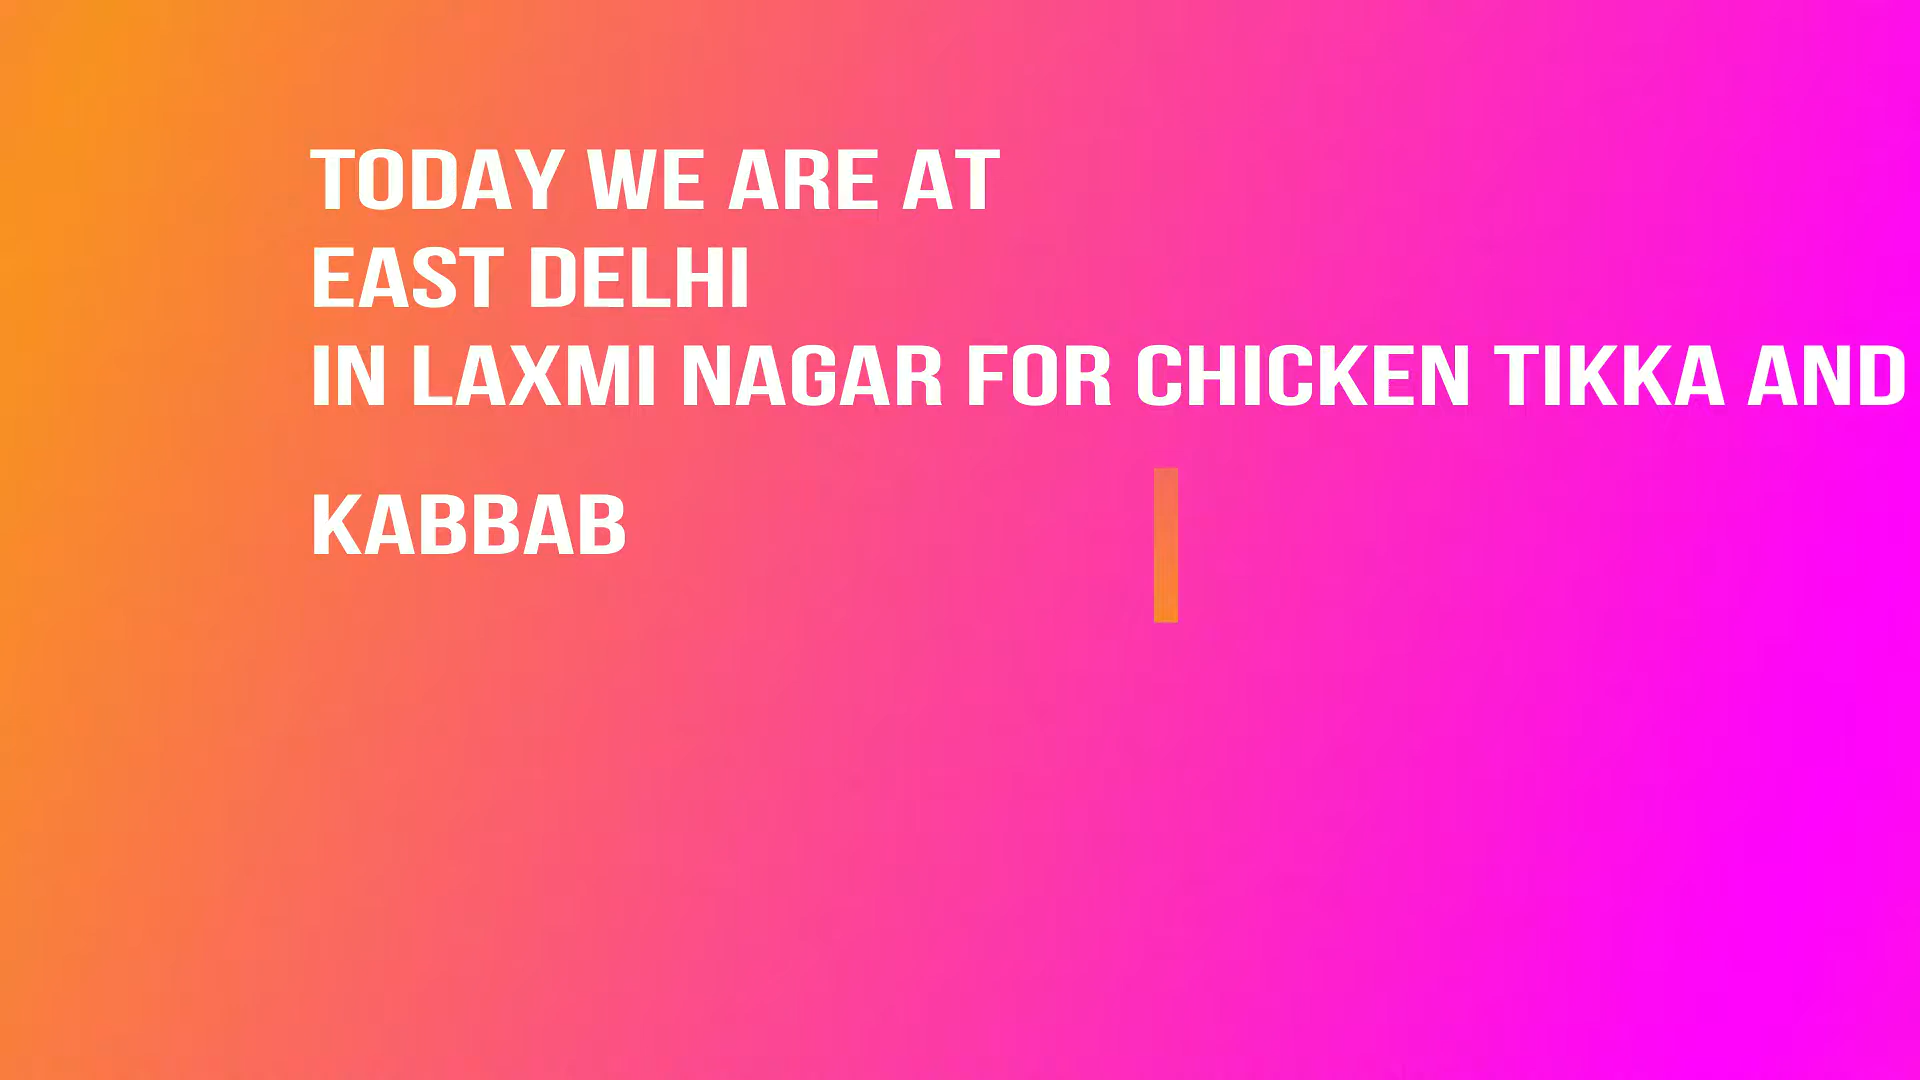 TODAY WE ARE AT
EAST DELHI
IN LAXMI NAGAR FOR CHICKEN TIKKA AND
KABBAB